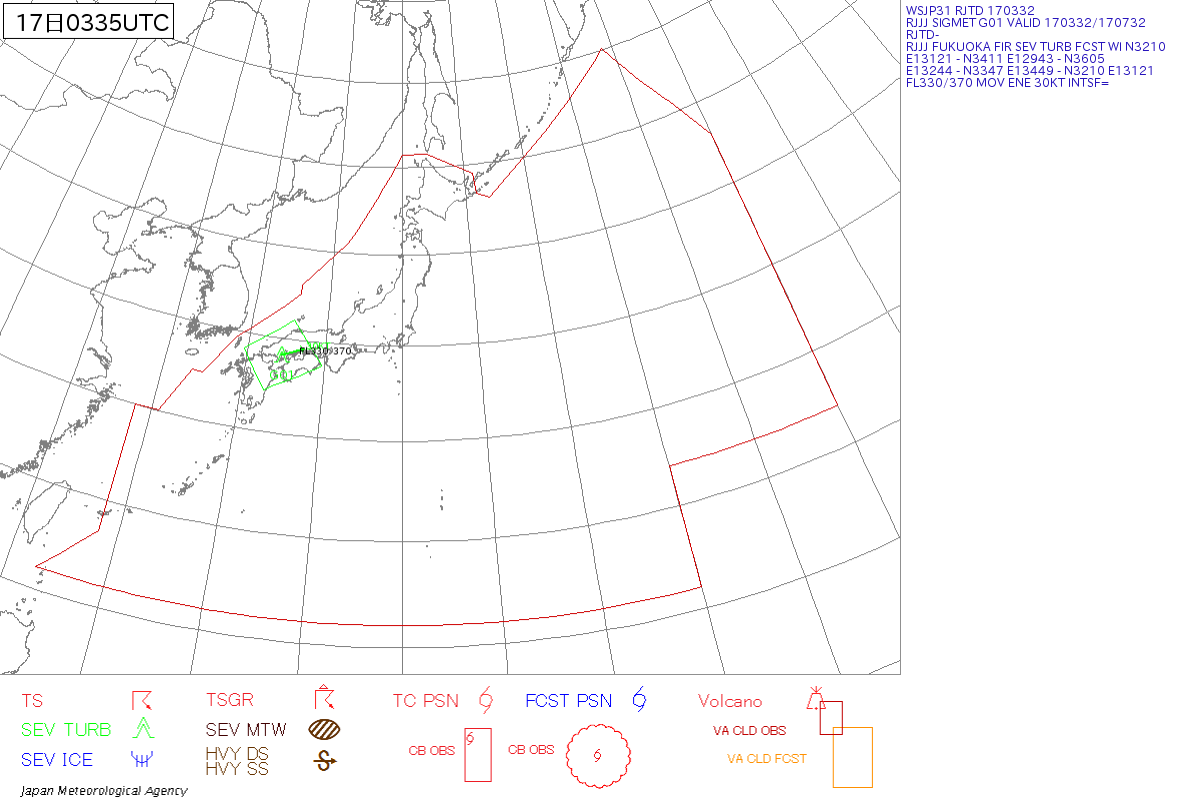 17日0335UTC
WSJP31 RJTD 170332
RJJJ SIGMET G01 VALID 170332/170732
RJTD-
RJJJ FUKUOKA FIR SEV TURB FCST WI N3210
E13121 - N3411 E12943 - N3605
E13244 - N3347 E13449 - N3210 E13121
FL330/370 MOV ENE 30KT INTSF=
FL330/370
G01
TS
TSGR
TC PSN
FCST PSN
Volcano
SEV TURB
SEV MTW
VA CLD OBS
SEV ICE
HVY DS
HVY SS
CB OBS
CB OBS
VA CLD FCST
Japan Meteorological Agency